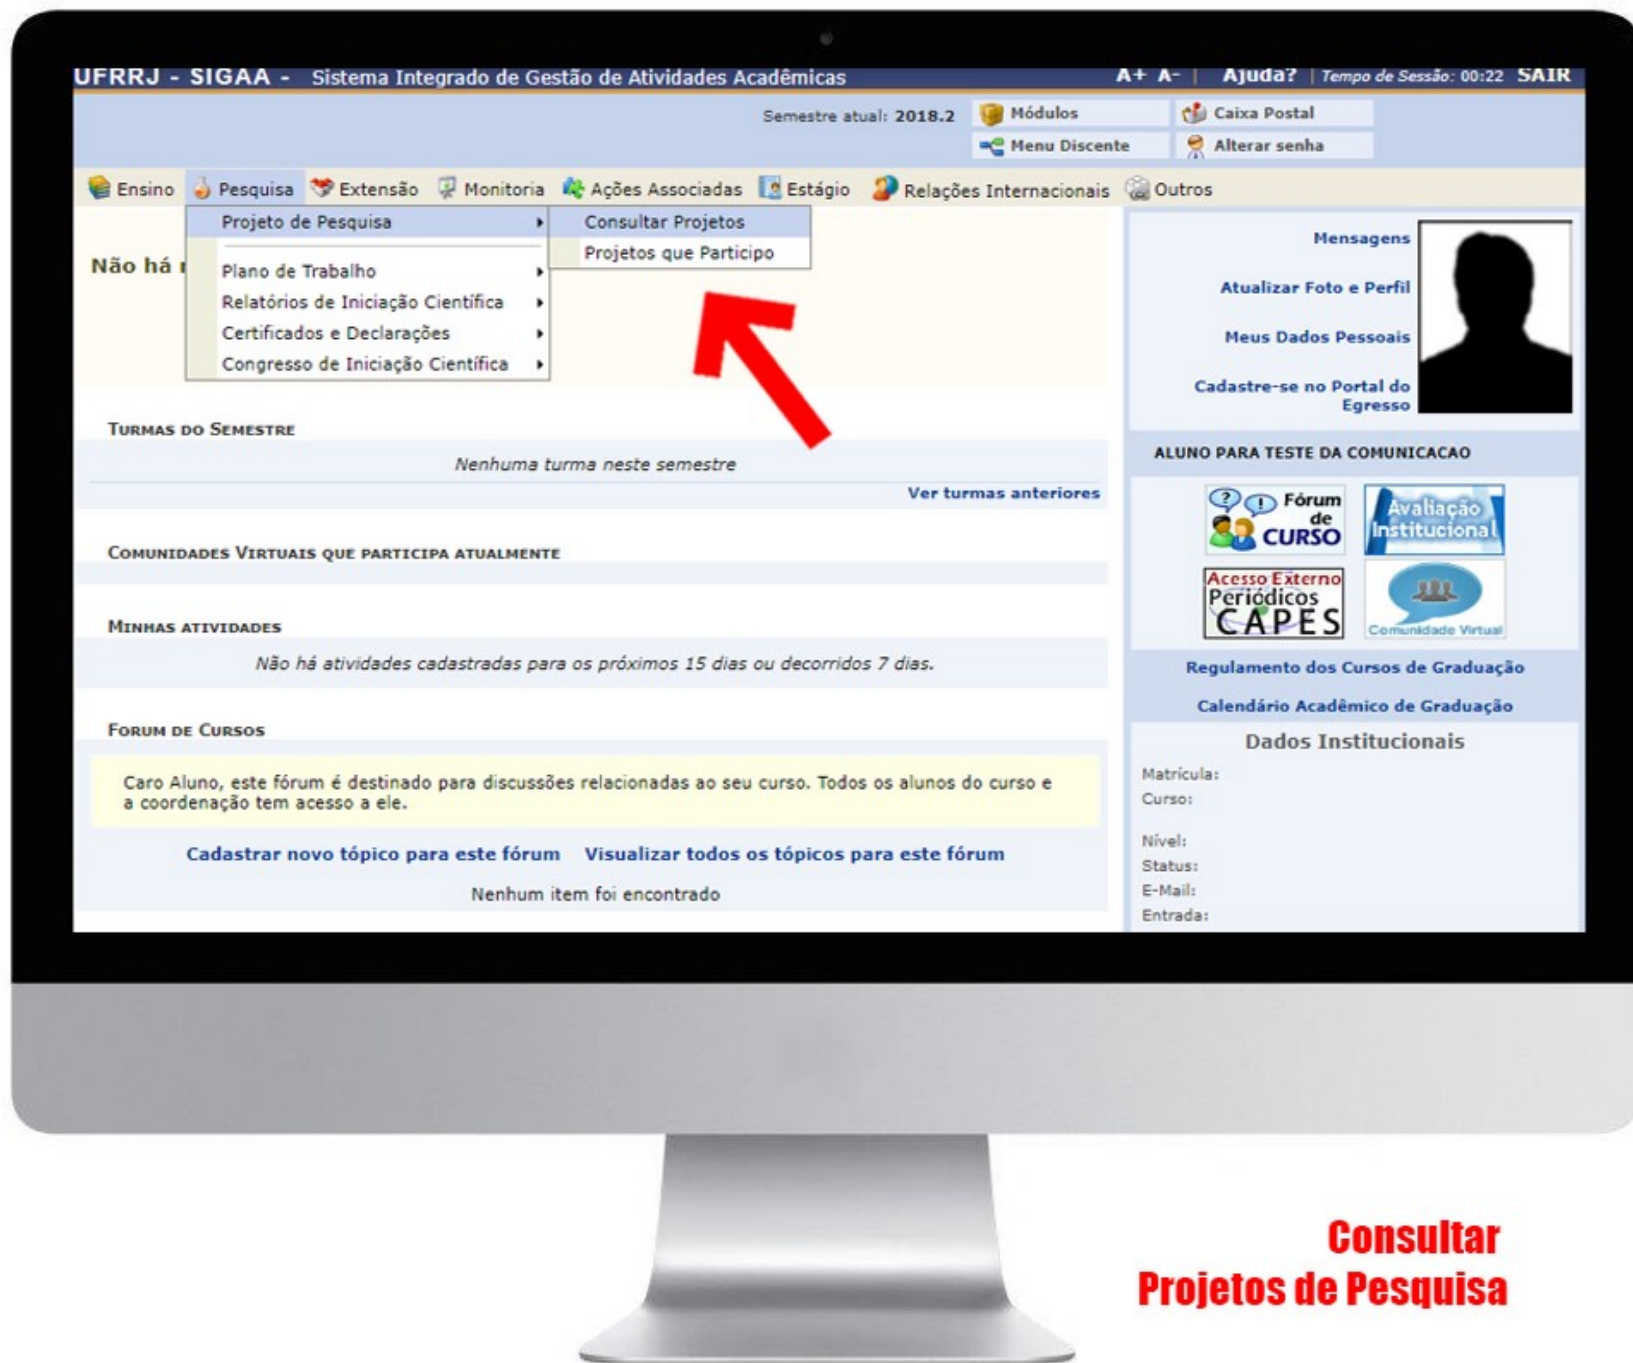 UFRRJ - SIGAA - Sistema Integrado de Gestão de Atividades Acadêmicas A+ A- | Ajuda? | Tempo de Sessão: 00:22 SAIR
Semestre atual: 2018.2 Módulos Caixa Postal
Menu Discente Alterar senha
Ensino Pesquisa Extensão Monitoria Ações Associadas Estágio Relações Internacionais Outros
Projeto de Pesquisa
Consultar Projetos
Projetos que Participo
Não há
Plano de Trabalho
Relatórios de Iniciação Científica
Certificados e Declarações
Congresso de Iniciação Científica
TURMAS DO SEMESTRE
Nenhuma turma neste semestre
Ver turmas anteriores
COMUNIDADES VIRTUAIS QUE PARTICIPA ATUALMENTE
MINHAS ATIVIDADES
Não há atividades cadastradas para os próximos 15 dias ou decorridos 7 dias.
FORUM DE CURSOS
Caro Aluno, este fórum é destinado para discussões relacionadas ao seu curso. Todos os alunos do curso e
a coordenação tem acesso a ele.
Cadastrar novo tópico para este fórum Visualizar todos os tópicos para este fórum
Nenhum item foi encontrado
Mensagens
Atualizar Foto e Perfil
Meus Dados Pessoais
Cadastre-se no Portal do
Egresso
ALUNO PARA TESTE DA COMUNICACAO
Fórum
de
CURSO
Avaliação
Institucional
Acesso Externo
Periódicos
CAPES
Comunidade Virtual
Regulamento dos Cursos de Graduação
Calendário Acadêmico de Graduação
Dados Institucionais
Matrícula:
Curso:
Nível:
Status:
E-Mail:
Entrada:
Consultar
Projetos de Pesquisa